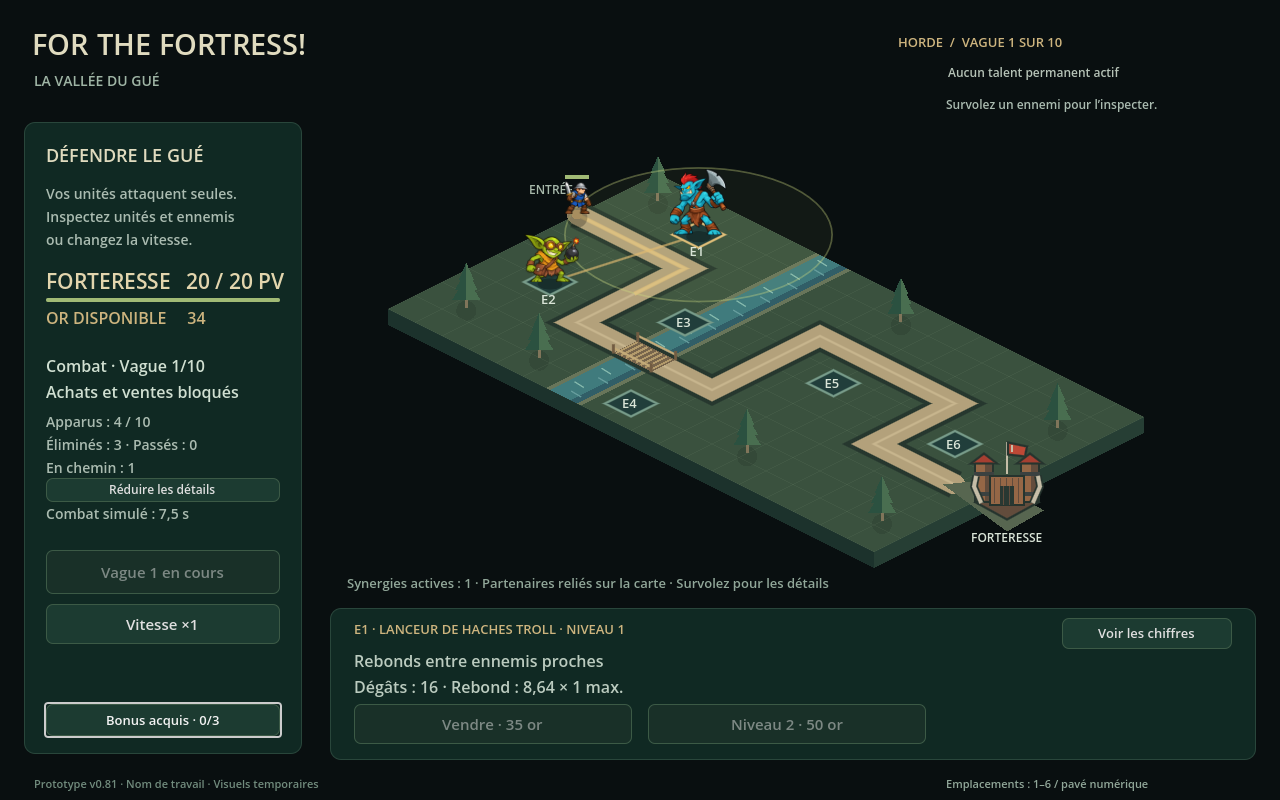 FOR THE FORTRESS!
LA VALLÉE DU GUÉ
HORDE / VAGUE 1 SUR 10
Aucun talent permanent actif
Survolez un ennemi pour l’inspecter.
DÉFENDRE LE GUÉ
Vos unités attaquent seules.
Inspectez unités et ennemis
ou changez la vitesse.
FORTERESSE 20 / 20 PV
OR DISPONIBLE 34
Combat · Vague 1/10
Achats et ventes bloqués
Apparus : 4 / 10
Éliminés : 3 · Passés : 0
En chemin : 1
Réduire les détails
Combat simulé : 7,5 s
Vague 1 en cours
Vitesse ×1
Bonus acquis · 0/3
ENTRÉE
E1
E2
E3
E4
E5
E6
FORTERESSE
Synergies actives : 1 · Partenaires reliés sur la carte · Survolez pour les détails
E1 · LANCEUR DE HACHES TROLL · NIVEAU 1
Voir les chiffres
Rebonds entre ennemis proches
Dégâts : 16 · Rebond : 8,64 × 1 max.
Vendre · 35 or
Niveau 2 · 50 or
Prototype v0.81 · Nom de travail · Visuels temporaires
Emplacements : 1–6 / pavé numérique